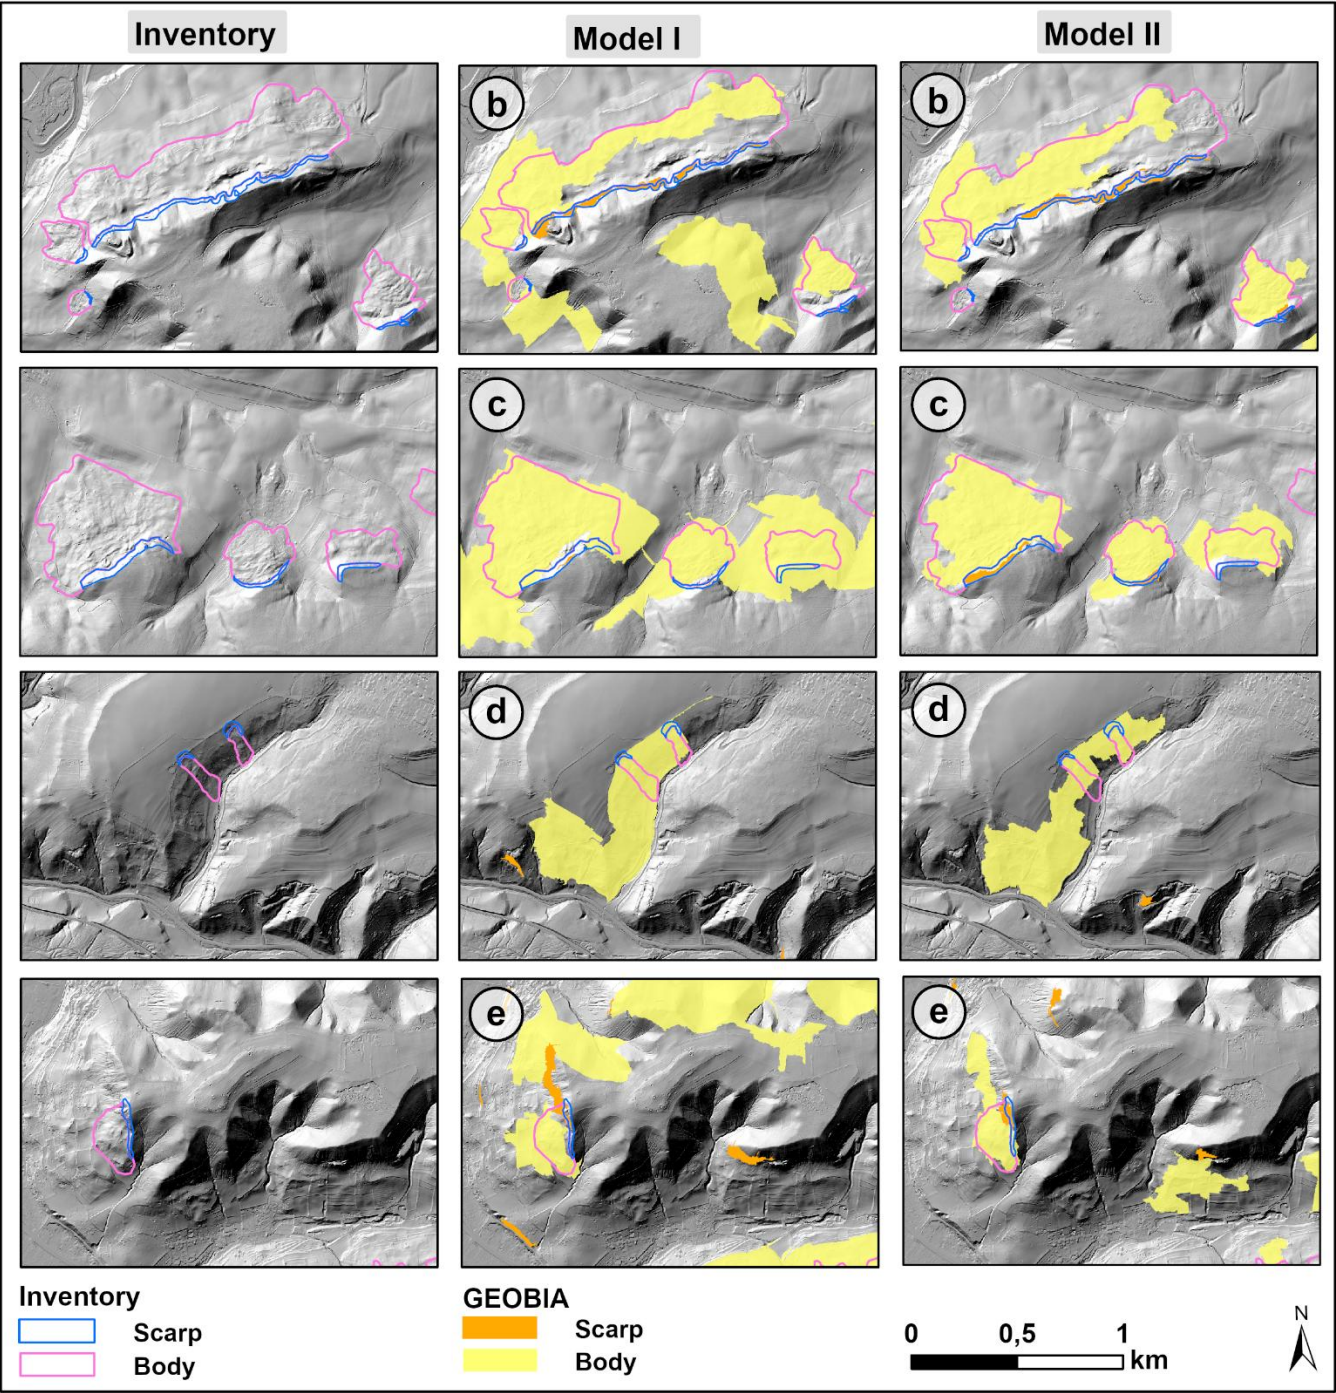 Inventory
Model I
Model II
b
b
c
c
d
d
e
e
Inventory
Scarp
Body
GEOBIA
Scarp
Body
0 0,5 1
km
N